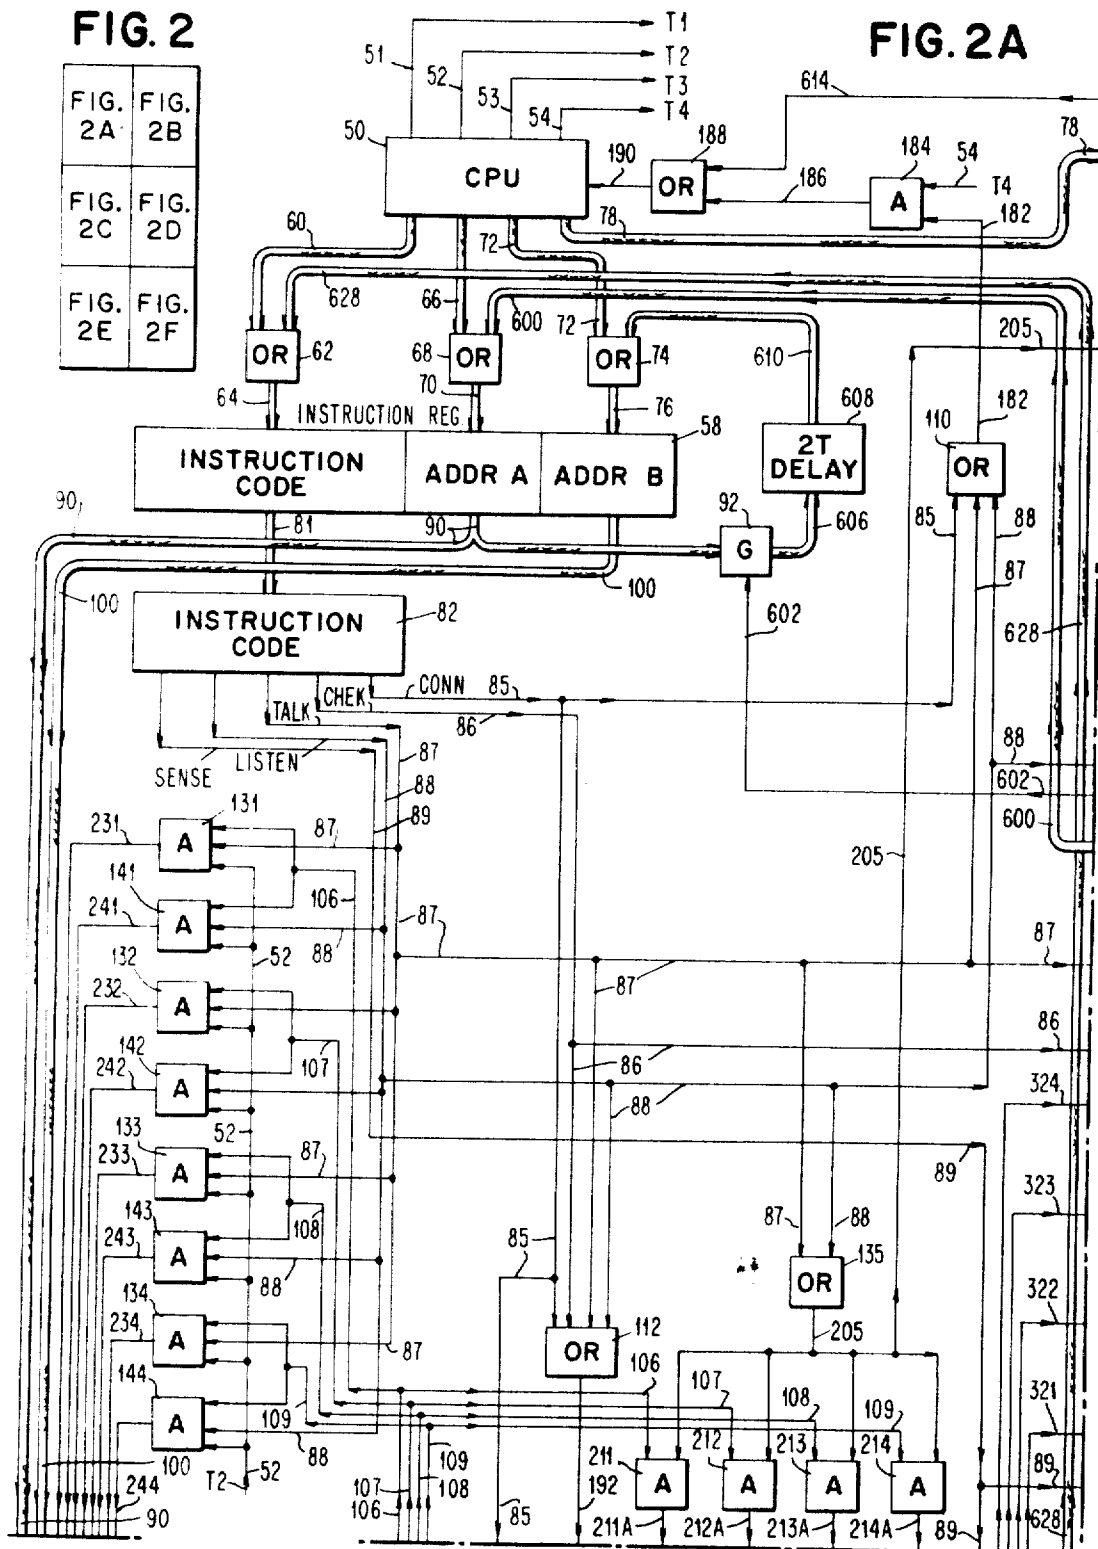 FIG. 2
FIG. 2A
FIG. 2A
FIG. 2B
FIG. 2C
FIG. 2D
FIG. 2E
FIG. 2F
51
T1
52
T2
53
T3
54
T4
50
CPU
190
188
OR
614
186
184
A
54
T4
182
78
78
60
66
72
72
628
600
OR
62
68
OR
OR
74
610
205
64
70
76
INSTRUCTION REG.
58
608
2T DELAY
110
OR
182
INSTRUCTION CODE
ADDR A
ADDR B
90
81
90
92
G
606
85
88
87
100
100
602
628
INSTRUCTION CODE
82
CONN
85
CHEK
86
TALK
LISTEN
SENSE
87
88
89
88
602
600
205
231
131
A
87
106
241
141
A
88
87
87
87
87
52
232
132
A
107
86
86
242
142
A
88
88
324
52
233
133
A
87
108
89
323
243
143
A
88
85
85
87
88
OR
135
322
234
134
A
87
OR
112
205
144
A
109
88
106
107
108
109
321
100
T2
52
244
90
107
106
109
108
85
192
211
A
212
A
213
A
214
A
211A
212A
213A
214A
89
89
628